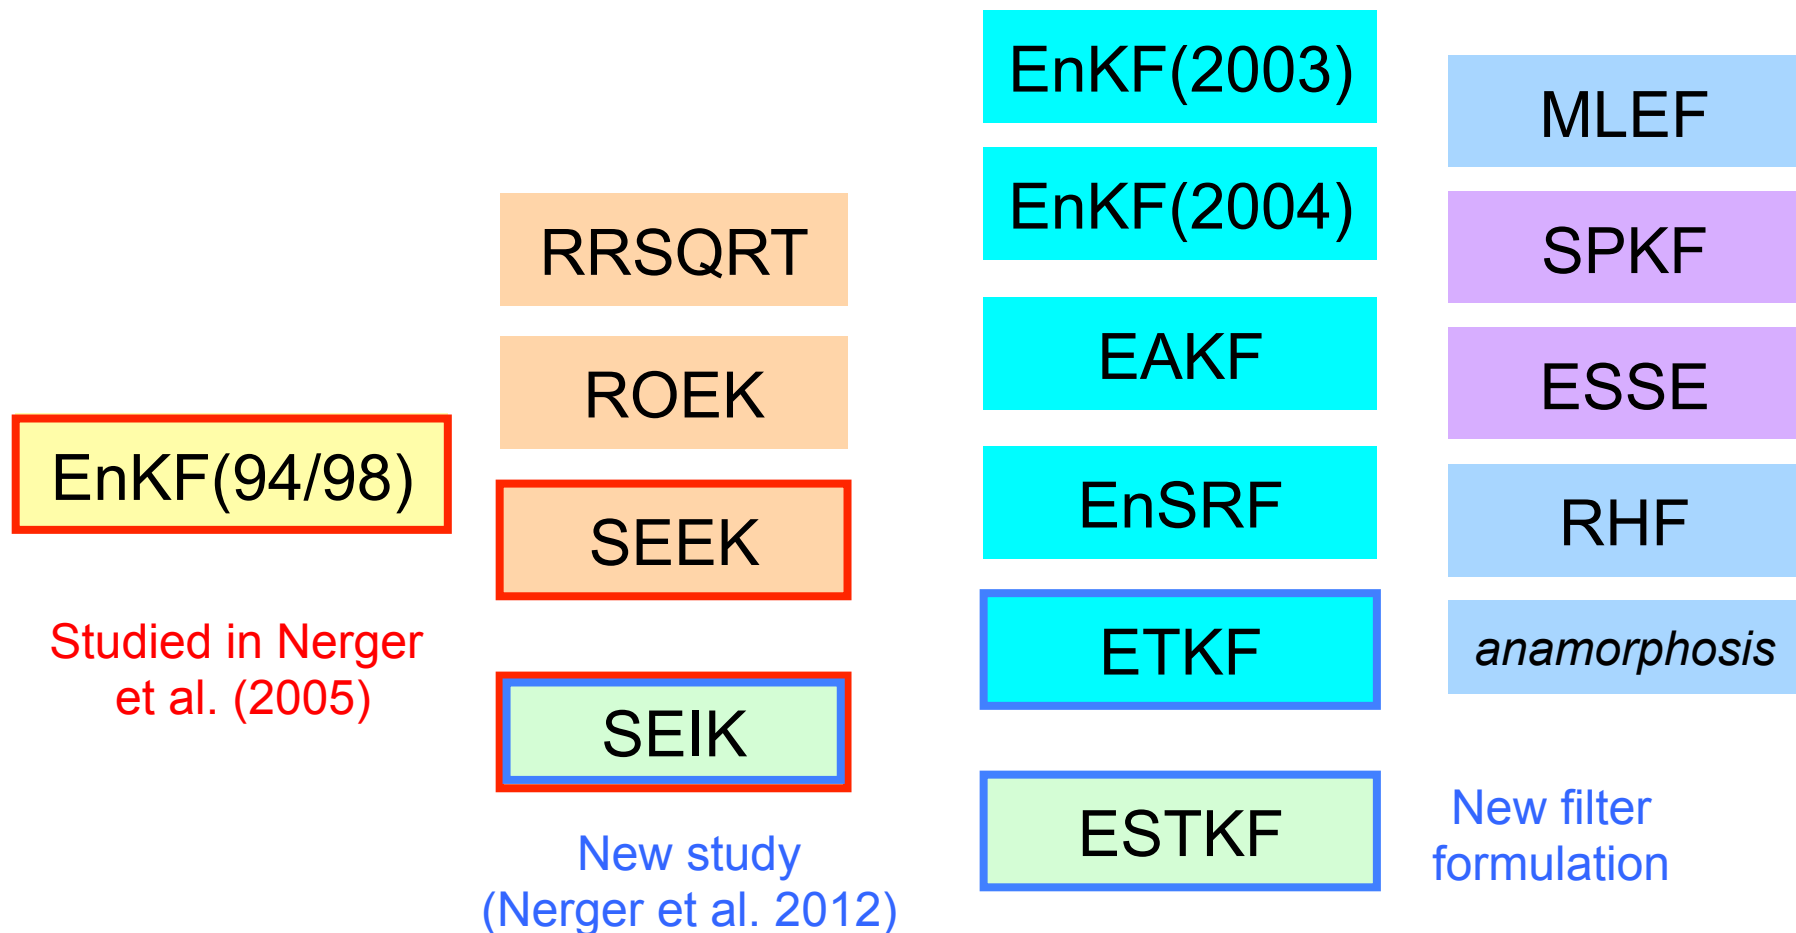 EnKF(94/98)
Studied in Nerger
et al. (2005)
RRSQRT
ROEK
SEEK
SEIK
New study
(Nerger et al. 2012)
EnKF(2003)
EnKF(2004)
EAKF
EnSRF
ETKF
ESTKF
MLEF
SPKF
ESSE
RHF
anamorphosis
New filter
formulation